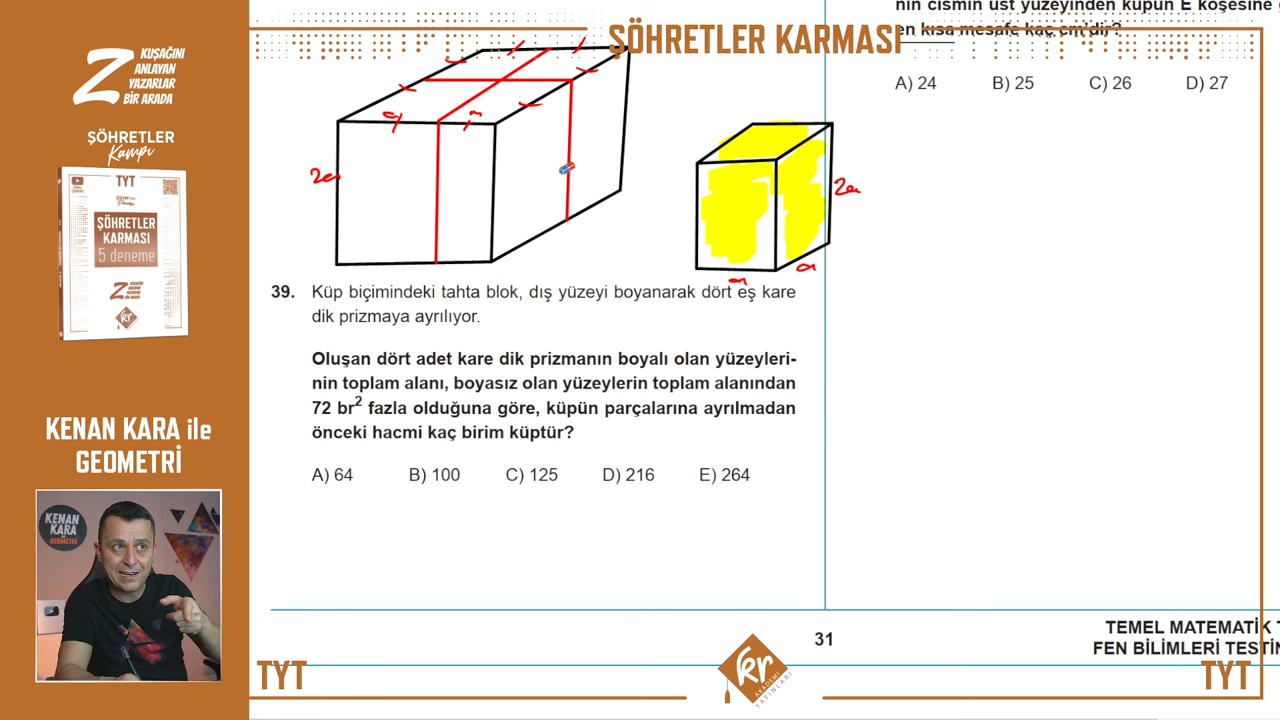 KUŞAĞINI
ANLAYAN
YAZARLAR
BİR ARADA
ŞÖHRETLER
Kampı
TYT
ŞÖHRETLER
KARMASI
5 deneme
KENAN KARA ile
GEOMETRİ
KENAN
KARA
GEOMETRİ
ŞÖHRETLER KARMASI
2a
a
a
2a
a
a
39. Küp biçimindeki tahta blok, dış yüzeyi boyanarak dört eş kare
dik prizmaya ayrılıyor.
Oluşan dört adet kare dik prizmanın boyalı olan yüzeyleri-
nin toplam alanı, boyasız olan yüzeylerin toplam alanından
72 br² fazla olduğuna göre, küpün parçalarına ayrılmadan
önceki hacmi kaç birim küptür?
A) 64 B) 100 C) 125 D) 216 E) 264
nin cismin üst yüzeyinden küpün E köşesine
en kısa mesafe kaç cm'dir?
A) 24 B) 25 C) 26 D) 27
31
TEMEL MATEMATİK
FEN BİLİMLERİ TESTİN
TYT
kr
AKADEMİ
YAYINLARI
TYT